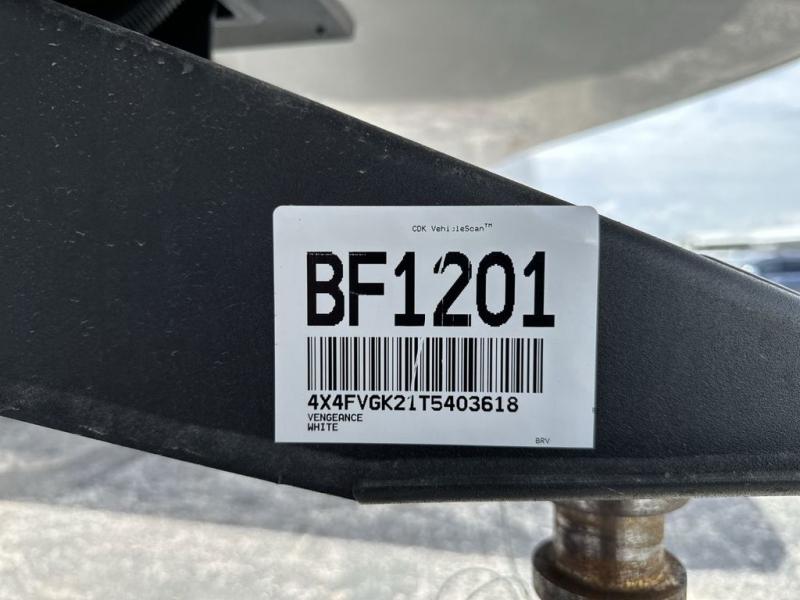 CDK VehicleScan™
BF1201
4X4FVGK21T5403618
VENGEANCE
WHITE
BRV